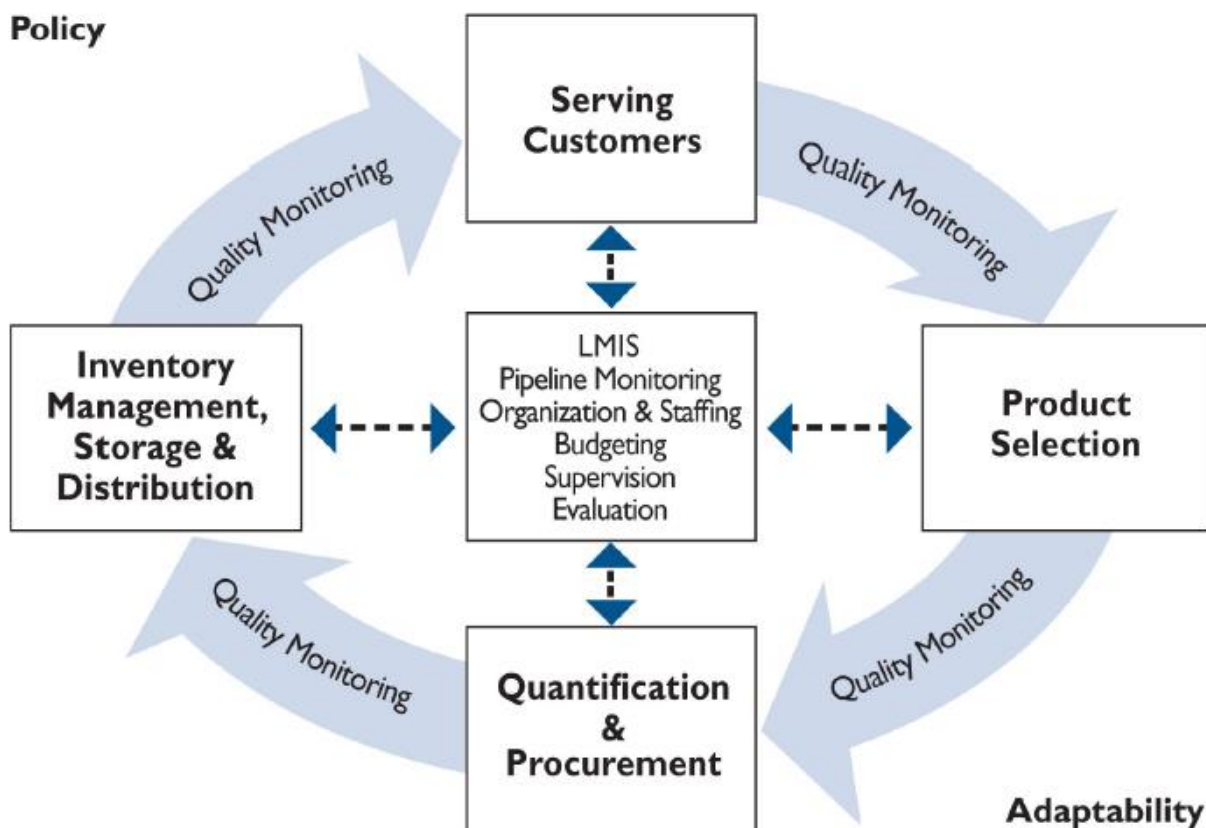 Policy
Serving
Customers
Quality Monitoring
Quality Monitoring
Inventory
Management,
Storage &
Distribution
LMIS
Pipeline Monitoring
Organization & Staffing
Budgeting
Supervision
Evaluation
Product
Selection
Quality Monitoring
Quality Monitoring
Quantification
&
Procurement
Adaptability